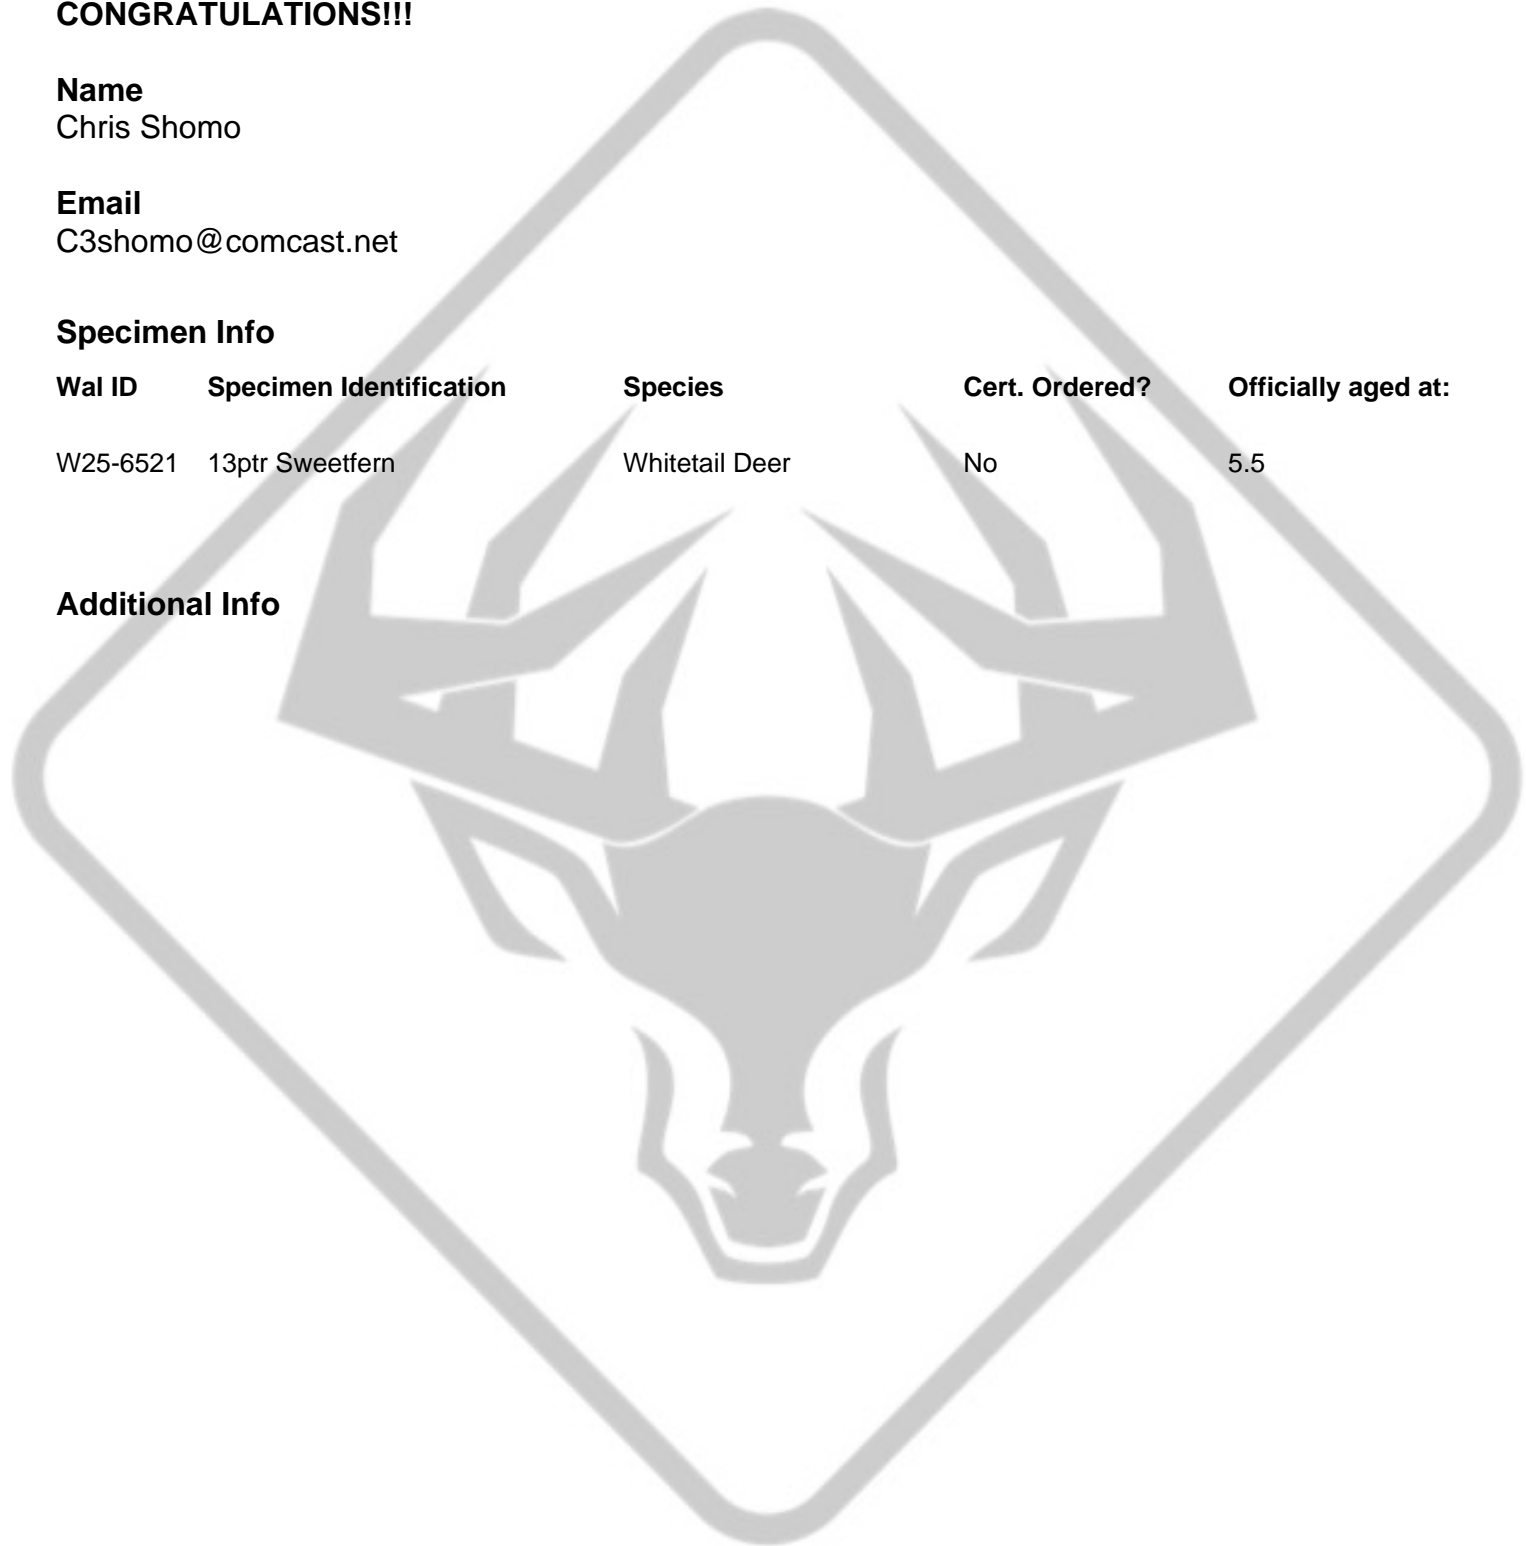 CONGRATULATIONS!!!
Name
Chris Shomo
Email
C3shomo@comcast.net
Specimen Info
Wal ID Specimen Identification Species Cert. Ordered? Officially aged at:
W25-6521 13ptr Sweetfern Whitetail Deer No 5.5
Additional Info